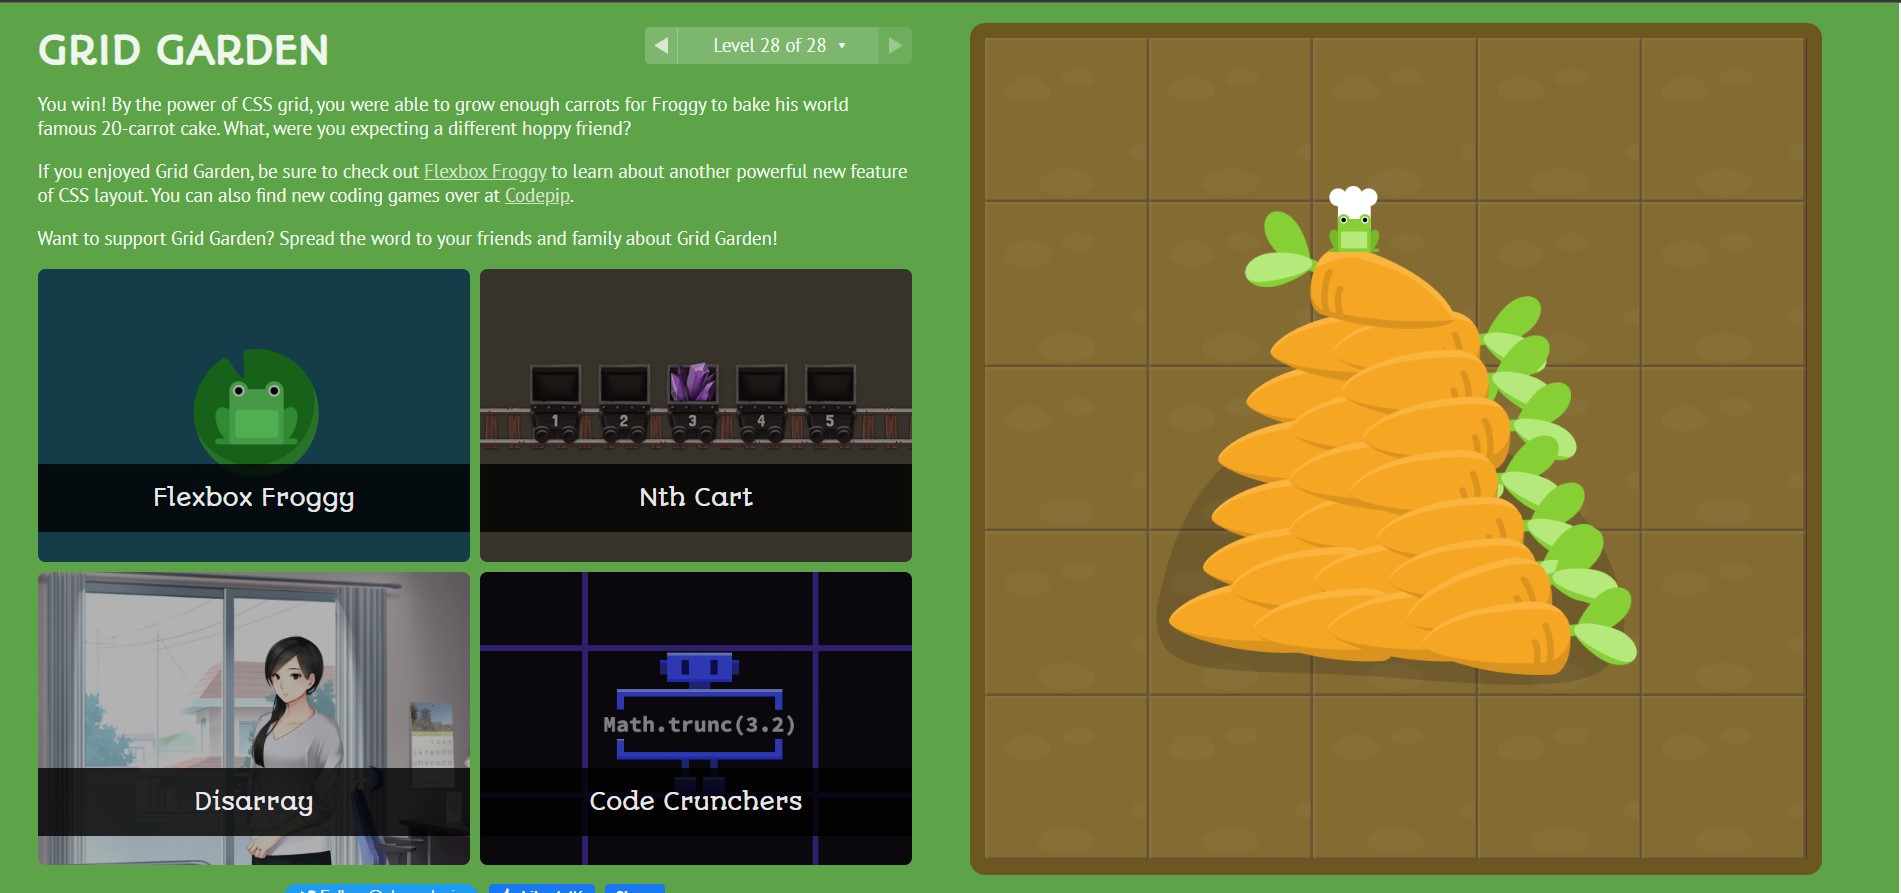 GRID GARDEN
Level 28 of 28
You win! By the power of CSS grid, you were able to grow enough carrots for Froggy to bake his world
famous 20-carrot cake. What, were you expecting a different hoppy friend?
If you enjoyed Grid Garden, be sure to check out Flexbox Froggy to learn about another powerful new feature
of CSS layout. You can also find new coding games over at Codepip.
Want to support Grid Garden? Spread the word to your friends and family about Grid Garden!
1 2 3 4 5
Flexbox Froggy
Nth Cart
Math.trunc(3.2)
Disarray
Code Crunchers